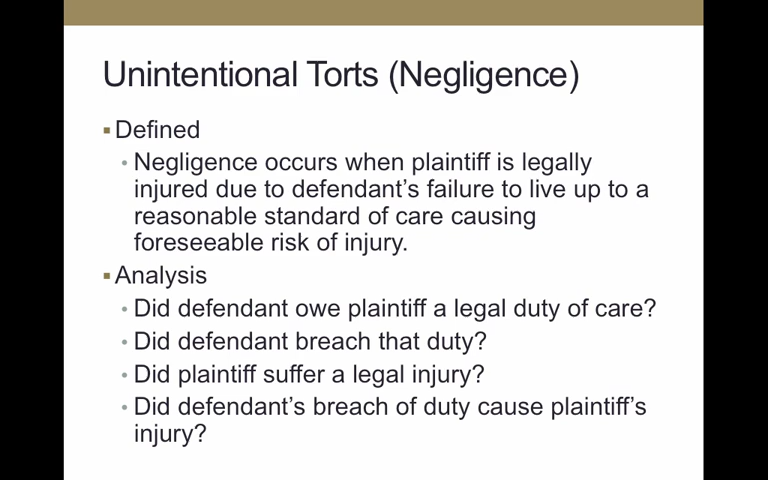 Unintentional Torts (Negligence)
▪Defined
• Negligence occurs when plaintiff is legally
injured due to defendant’s failure to live up to a
reasonable standard of care causing
foreseeable risk of injury.
▪Analysis
• Did defendant owe plaintiff a legal duty of care?
• Did defendant breach that duty?
• Did plaintiff suffer a legal injury?
• Did defendant’s breach of duty cause plaintiff’s
injury?